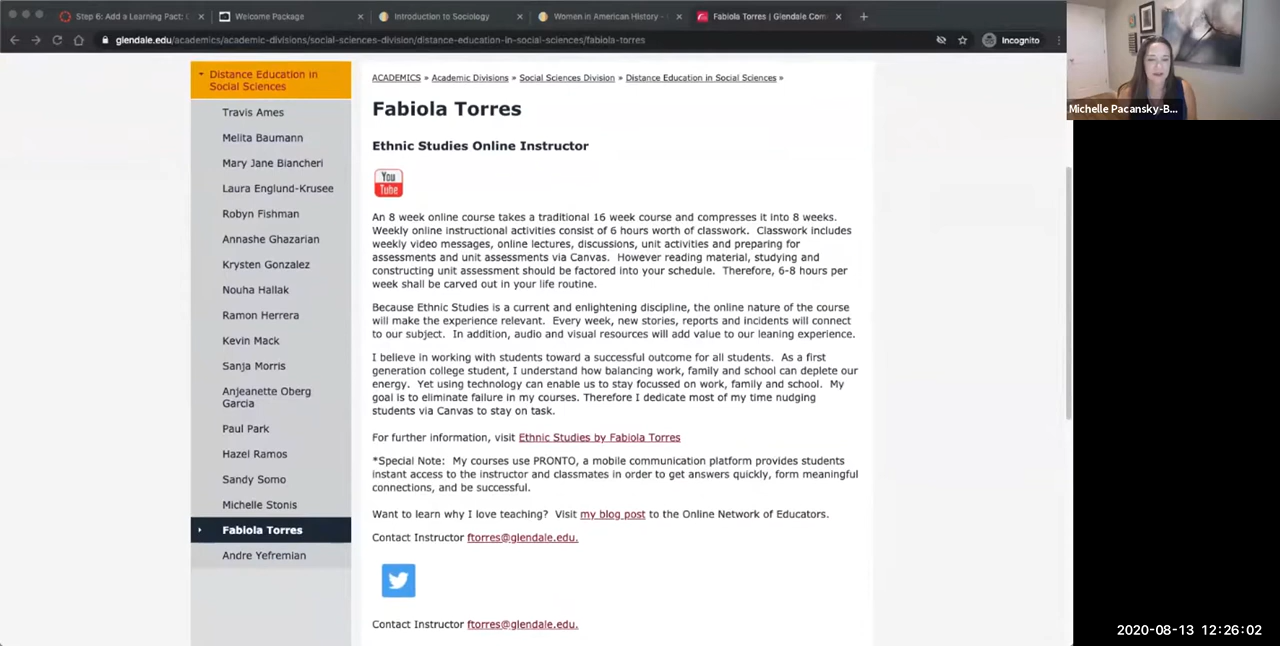 Step 6: Add a Learning Pact: 
Welcome Package
Introduction to Sociology
Women in American History -
Fabiola Torres | Glendale Com
glendale.edu/academics/academic-divisions/social-sciences-division/distance-education-in-social-sciences/fabiola-torres
Incognito
Michelle Pacansky-B...
Distance Education in
Social Sciences
Travis Ames
Melita Baumann
Mary Jane Biancheri
Laura Englund-Krusee
Robyn Fishman
Annashe Ghazarian
Krysten Gonzalez
Nouha Hallak
Ramon Herrera
Kevin Mack
Sanja Morris
Anjeanette Oberg
Garcia
Paul Park
Hazel Ramos
Sandy Somo
Michelle Stonis
Fabiola Torres
Andre Yefremian
ACADEMICS » Academic Divisions » Social Sciences Division » Distance Education in Social Sciences »
Fabiola Torres
Ethnic Studies Online Instructor
You
Tube
An 8 week online course takes a traditional 16 week course and compresses it into 8 weeks.
Weekly online instructional activities consist of 6 hours worth of classwork. Classwork includes
weekly video messages, online lectures, discussions, unit activities and preparing for
assessments and unit assessments via Canvas. However reading material, studying and
constructing unit assessment should be factored into your schedule. Therefore, 6-8 hours per
week shall be carved out in your life routine.
Because Ethnic Studies is a current and enlightening discipline, the online nature of the course
will make the experience relevant. Every week, new stories, reports and incidents will connect
to our subject. In addition, audio and visual resources will add value to our leaning experience.
I believe in working with students toward a successful outcome for all students. As a first
generation college student, I understand how balancing work, family and school can deplete our
energy. Yet using technology can enable us to stay focussed on work, family and school. My
goal is to eliminate failure in my courses. Therefore I dedicate most of my time nudging
students via Canvas to stay on task.
For further information, visit Ethnic Studies by Fabiola Torres
*Special Note: My courses use PRONTO, a mobile communication platform provides students
instant access to the instructor and classmates in order to get answers quickly, form meaningful
connections, and be successful.
Want to learn why I love teaching? Visit my blog post to the Online Network of Educators.
Contact Instructor ftorres@glendale.edu.
Contact Instructor ftorres@glendale.edu.
2020-08-13 12:26:02